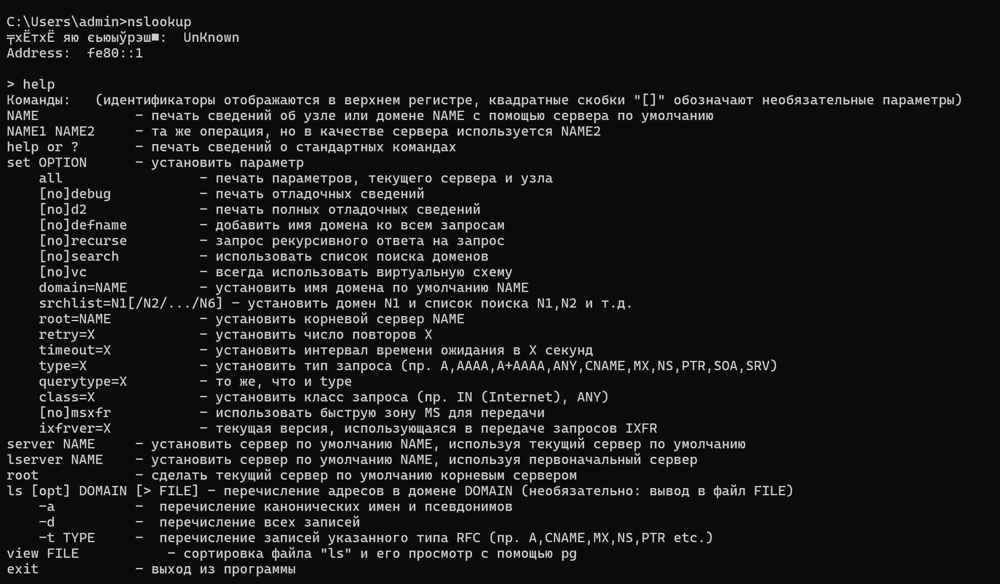 C:\Users\admin>nslookup
╤хЁтхЁ яю єьюыўрэш■:  UnKnown
Address:  fe80::1

> help
Команды:   (идентификаторы отображаются в верхнем регистре, квадратные скобки "[]" обозначают необязательные параметры)
NAME            - печать сведений об узле или домене NAME с помощью сервера по умолчанию
NAME1 NAME2     - та же операция, но в качестве сервера используется NAME2
help or ?       - печать сведений о стандартных командах
set OPTION      - установить параметр
    all                 - печать параметров, текущего сервера и узла
    [no]debug           - печать отладочных сведений
    [no]d2              - печать полных отладочных сведений
    [no]defname         - добавить имя домена ко всем запросам
    [no]recurse         - запрос рекурсивного ответа на запрос
    [no]search          - использовать список поиска доменов
    [no]vc              - всегда использовать виртуальную схему
    domain=NAME         - установить имя домена по умолчанию NAME
    srchlist=N1[/N2/.../N6] - установить домен N1 и список поиска N1,N2 и т.д.
    root=NAME           - установить корневой сервер NAME
    retry=X             - установить число повторов X
    timeout=X           - установить интервал времени ожидания в X секунд
    type=X              - установить тип запроса (пр. A,AAAA,A+AAAA,ANY,CNAME,MX,NS,PTR,SOA,SRV)
    querytype=X         - то же, что и type
    class=X             - установить класс запроса (пр. IN (Internet), ANY)
    [no]msxfr           - использовать быструю зону MS для передачи
    ixfrver=X           - текущая версия, использующаяся в передаче запросов IXFR
server NAME     - установить сервер по умолчанию NAME, используя текущий сервер по умолчанию
lserver NAME    - установить сервер по умолчанию NAME, используя первоначальный сервер
root            - сделать текущий сервер по умолчанию корневым сервером
ls [opt] DOMAIN [> FILE] - перечисление адресов в домене DOMAIN (необязательно: вывод в файл FILE)
    -a          -  перечисление канонических имен и псевдонимов
    -d          -  перечисление всех записей
    -t TYPE     -  перечисление записей указанного типа RFC (пр. A,CNAME,MX,NS,PTR etc.)
view FILE           - сортировка файла "ls" и его просмотр с помощью pg
exit            - выход из программы